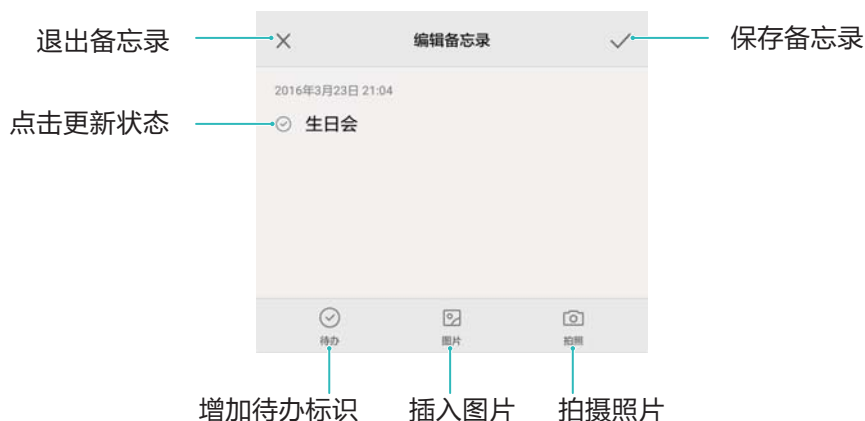 退出备忘录
编辑备忘录
保存备忘录
2016年3月23日 21:04
点击更新状态
生日会
待办
图片
拍照
增加待办标识
插入图片
拍摄照片